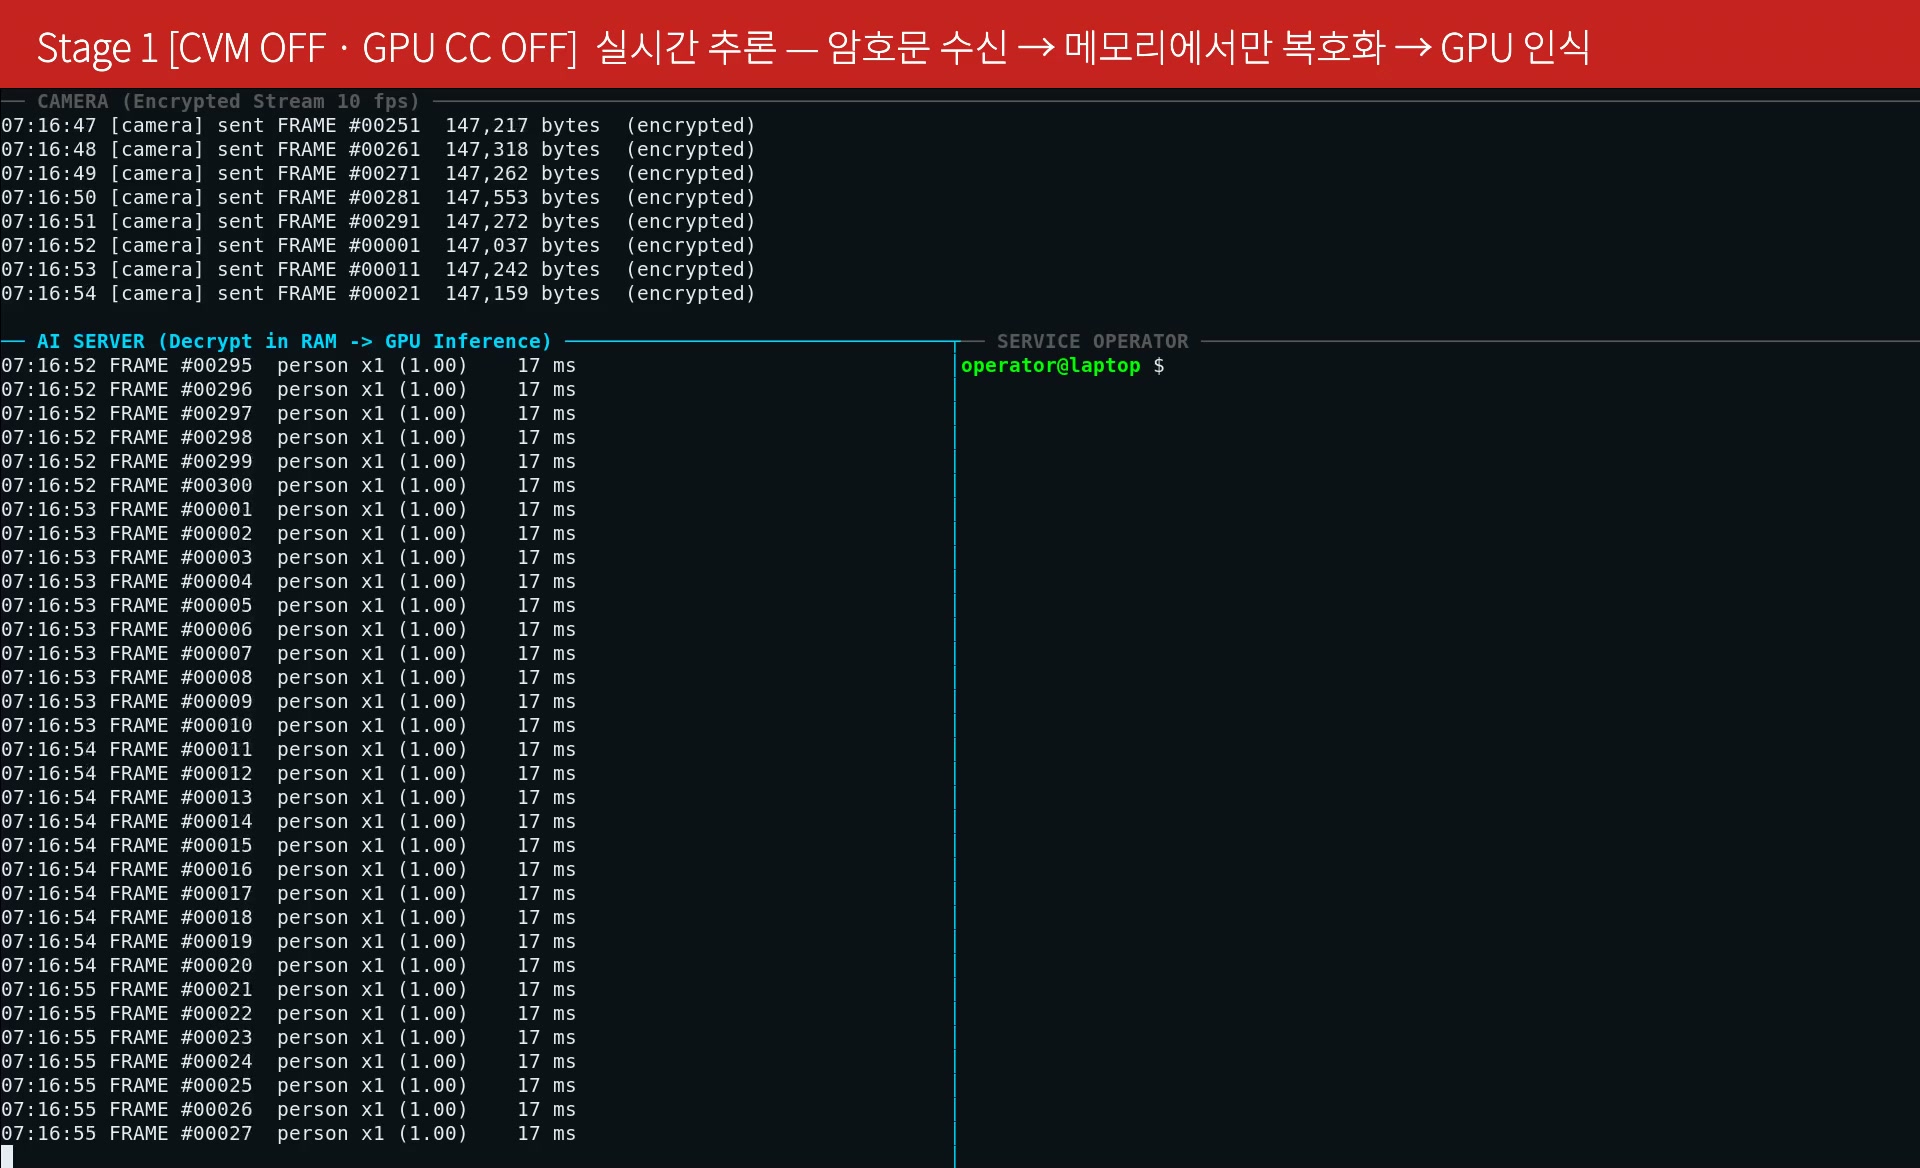 Stage 1 [CVM OFF · GPU CC OFF] 실시간 추론 — 암호문 수신 → 메모리에서만 복호화 → GPU 인식
CAMERA (Encrypted Stream 10 fps)
07:16:47 [camera] sent FRAME #00251  147,217 bytes  (encrypted)
07:16:48 [camera] sent FRAME #00261  147,318 bytes  (encrypted)
07:16:49 [camera] sent FRAME #00271  147,262 bytes  (encrypted)
07:16:50 [camera] sent FRAME #00281  147,553 bytes  (encrypted)
07:16:51 [camera] sent FRAME #00291  147,272 bytes  (encrypted)
07:16:52 [camera] sent FRAME #00001  147,037 bytes  (encrypted)
07:16:53 [camera] sent FRAME #00011  147,242 bytes  (encrypted)
07:16:54 [camera] sent FRAME #00021  147,159 bytes  (encrypted)
AI SERVER (Decrypt in RAM -> GPU Inference)
07:16:52 FRAME #00295  person x1 (1.00)    17 ms
07:16:52 FRAME #00296  person x1 (1.00)    17 ms
07:16:52 FRAME #00297  person x1 (1.00)    17 ms
07:16:52 FRAME #00298  person x1 (1.00)    17 ms
07:16:52 FRAME #00299  person x1 (1.00)    17 ms
07:16:52 FRAME #00300  person x1 (1.00)    17 ms
07:16:53 FRAME #00001  person x1 (1.00)    17 ms
07:16:53 FRAME #00002  person x1 (1.00)    17 ms
07:16:53 FRAME #00003  person x1 (1.00)    17 ms
07:16:53 FRAME #00004  person x1 (1.00)    17 ms
07:16:53 FRAME #00005  person x1 (1.00)    17 ms
07:16:53 FRAME #00006  person x1 (1.00)    17 ms
07:16:53 FRAME #00007  person x1 (1.00)    17 ms
07:16:53 FRAME #00008  person x1 (1.00)    17 ms
07:16:53 FRAME #00009  person x1 (1.00)    17 ms
07:16:53 FRAME #00010  person x1 (1.00)    17 ms
07:16:54 FRAME #00011  person x1 (1.00)    17 ms
07:16:54 FRAME #00012  person x1 (1.00)    17 ms
07:16:54 FRAME #00013  person x1 (1.00)    17 ms
07:16:54 FRAME #00014  person x1 (1.00)    17 ms
07:16:54 FRAME #00015  person x1 (1.00)    17 ms
07:16:54 FRAME #00016  person x1 (1.00)    17 ms
07:16:54 FRAME #00017  person x1 (1.00)    17 ms
07:16:54 FRAME #00018  person x1 (1.00)    17 ms
07:16:54 FRAME #00019  person x1 (1.00)    17 ms
07:16:54 FRAME #00020  person x1 (1.00)    17 ms
07:16:55 FRAME #00021  person x1 (1.00)    17 ms
07:16:55 FRAME #00022  person x1 (1.00)    17 ms
07:16:55 FRAME #00023  person x1 (1.00)    17 ms
07:16:55 FRAME #00024  person x1 (1.00)    17 ms
07:16:55 FRAME #00025  person x1 (1.00)    17 ms
07:16:55 FRAME #00026  person x1 (1.00)    17 ms
07:16:55 FRAME #00027  person x1 (1.00)    17 ms
SERVICE OPERATOR
operator@laptop $